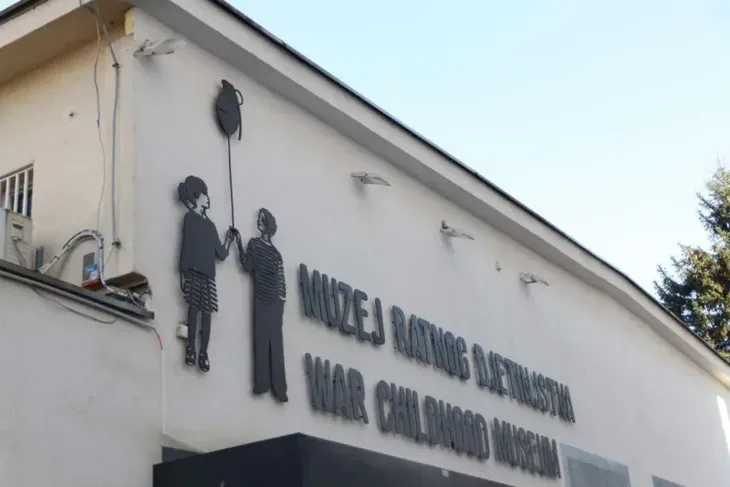 MUZEJ RATNOG DJETINJSTVA
WAR CHILDHOOD MUSEUM